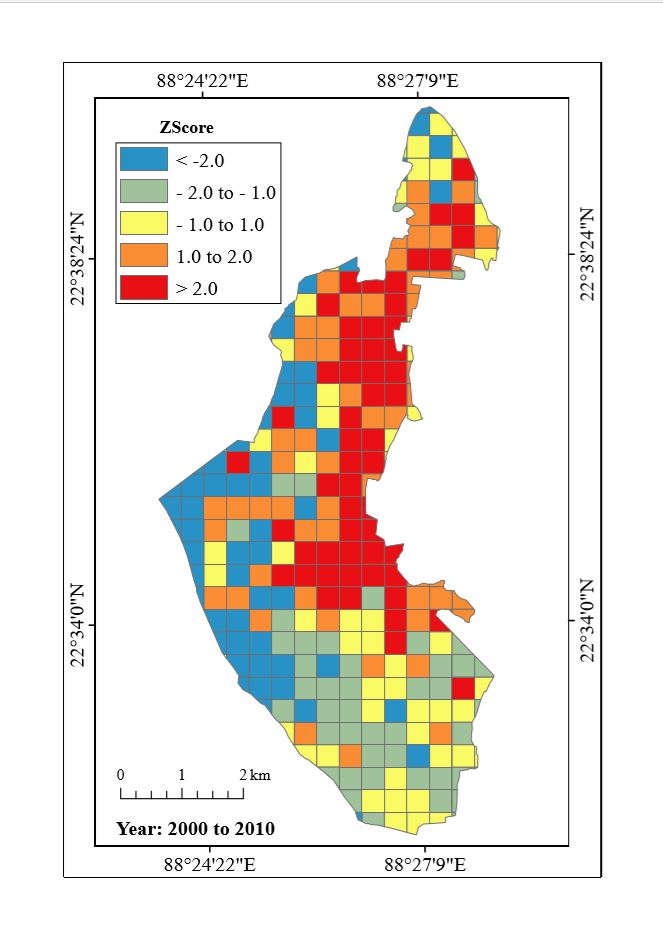 88°24'22"E 88°27'9"E
ZScore
< -2.0
- 2.0 to - 1.0
- 1.0 to 1.0
1.0 to 2.0
> 2.0
22°38'24"N
22°38'24"N
22°34'0"N
22°34'0"N
0 1 2 km
Year: 2000 to 2010
88°24'22"E 88°27'9"E